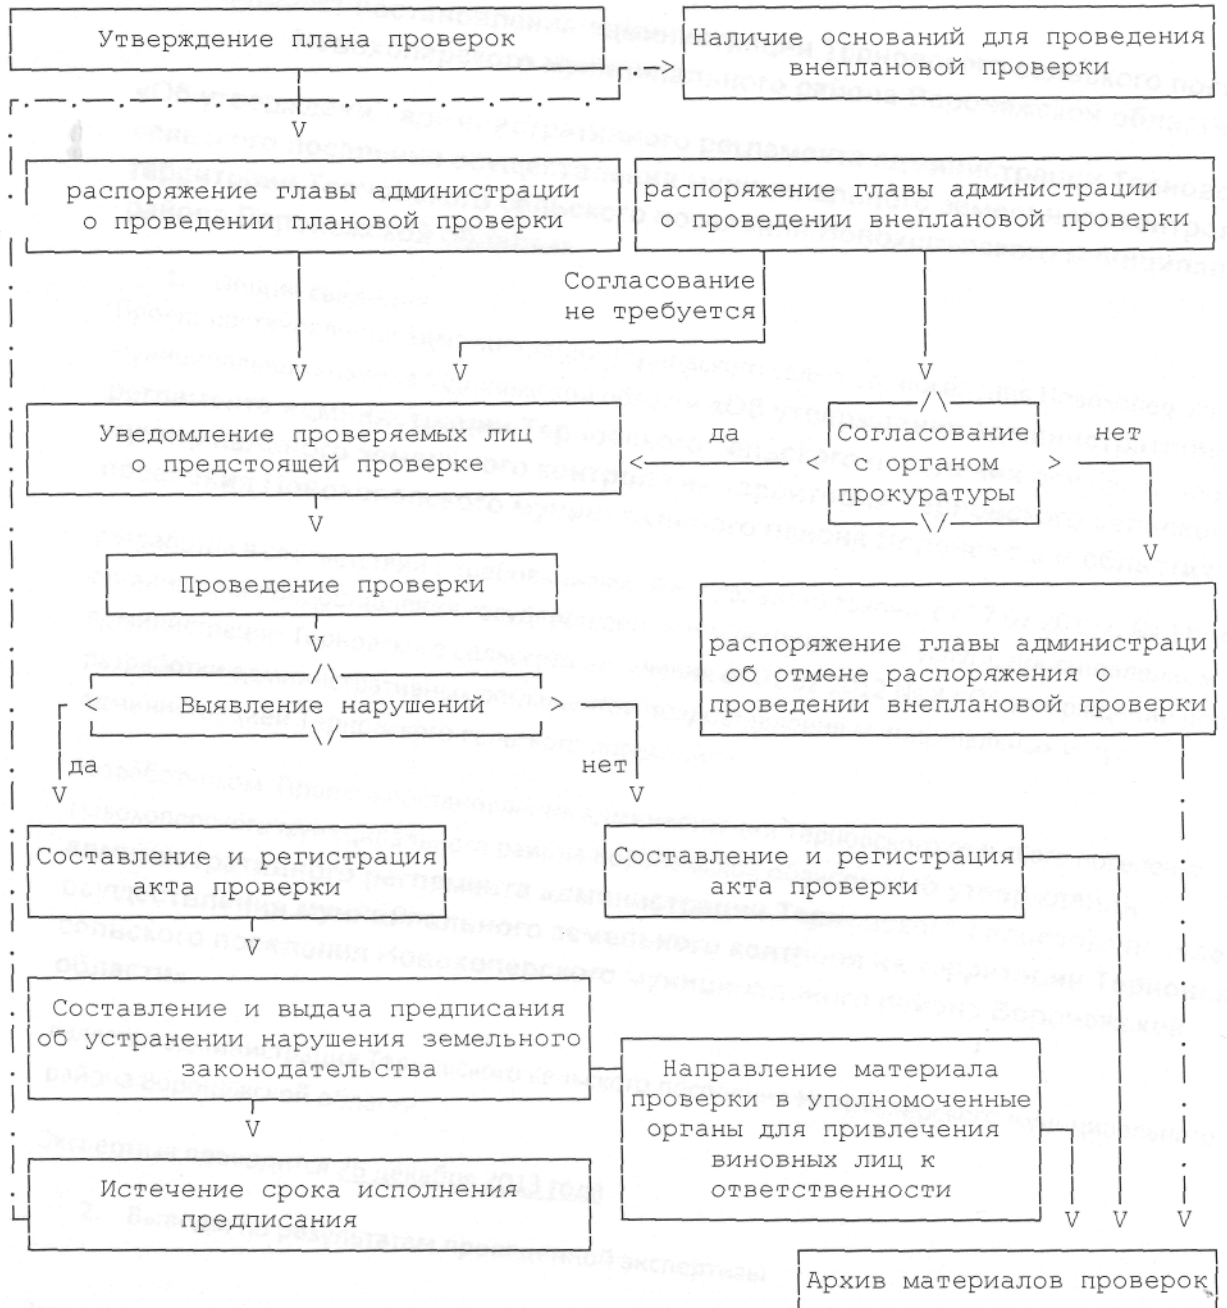 Утверждение плана проверок
Наличие оснований для проведения
внеплановой проверки
распоряжение главы администрации
о проведении плановой проверки
распоряжение главы администрации
о проведении внеплановой проверки
Согласование
не требуется
Уведомление проверяемых лиц
о предстоящей проверке
да
Согласование
с органом
прокуратуры
нет
Проведение проверки
распоряжение главы администраци
об отмене распоряжения о
проведении внеплановой проверки
Выявление нарушений
да
нет
Составление и регистрация
акта проверки
Составление и регистрация
акта проверки
Составление и выдача предписания
об устранении нарушения земельного
законодательства
Направление материала
проверки в уполномоченные
органы для привлечения
виновных лиц к
ответственности
Истечение срока исполнения
предписания
Архив материалов проверок